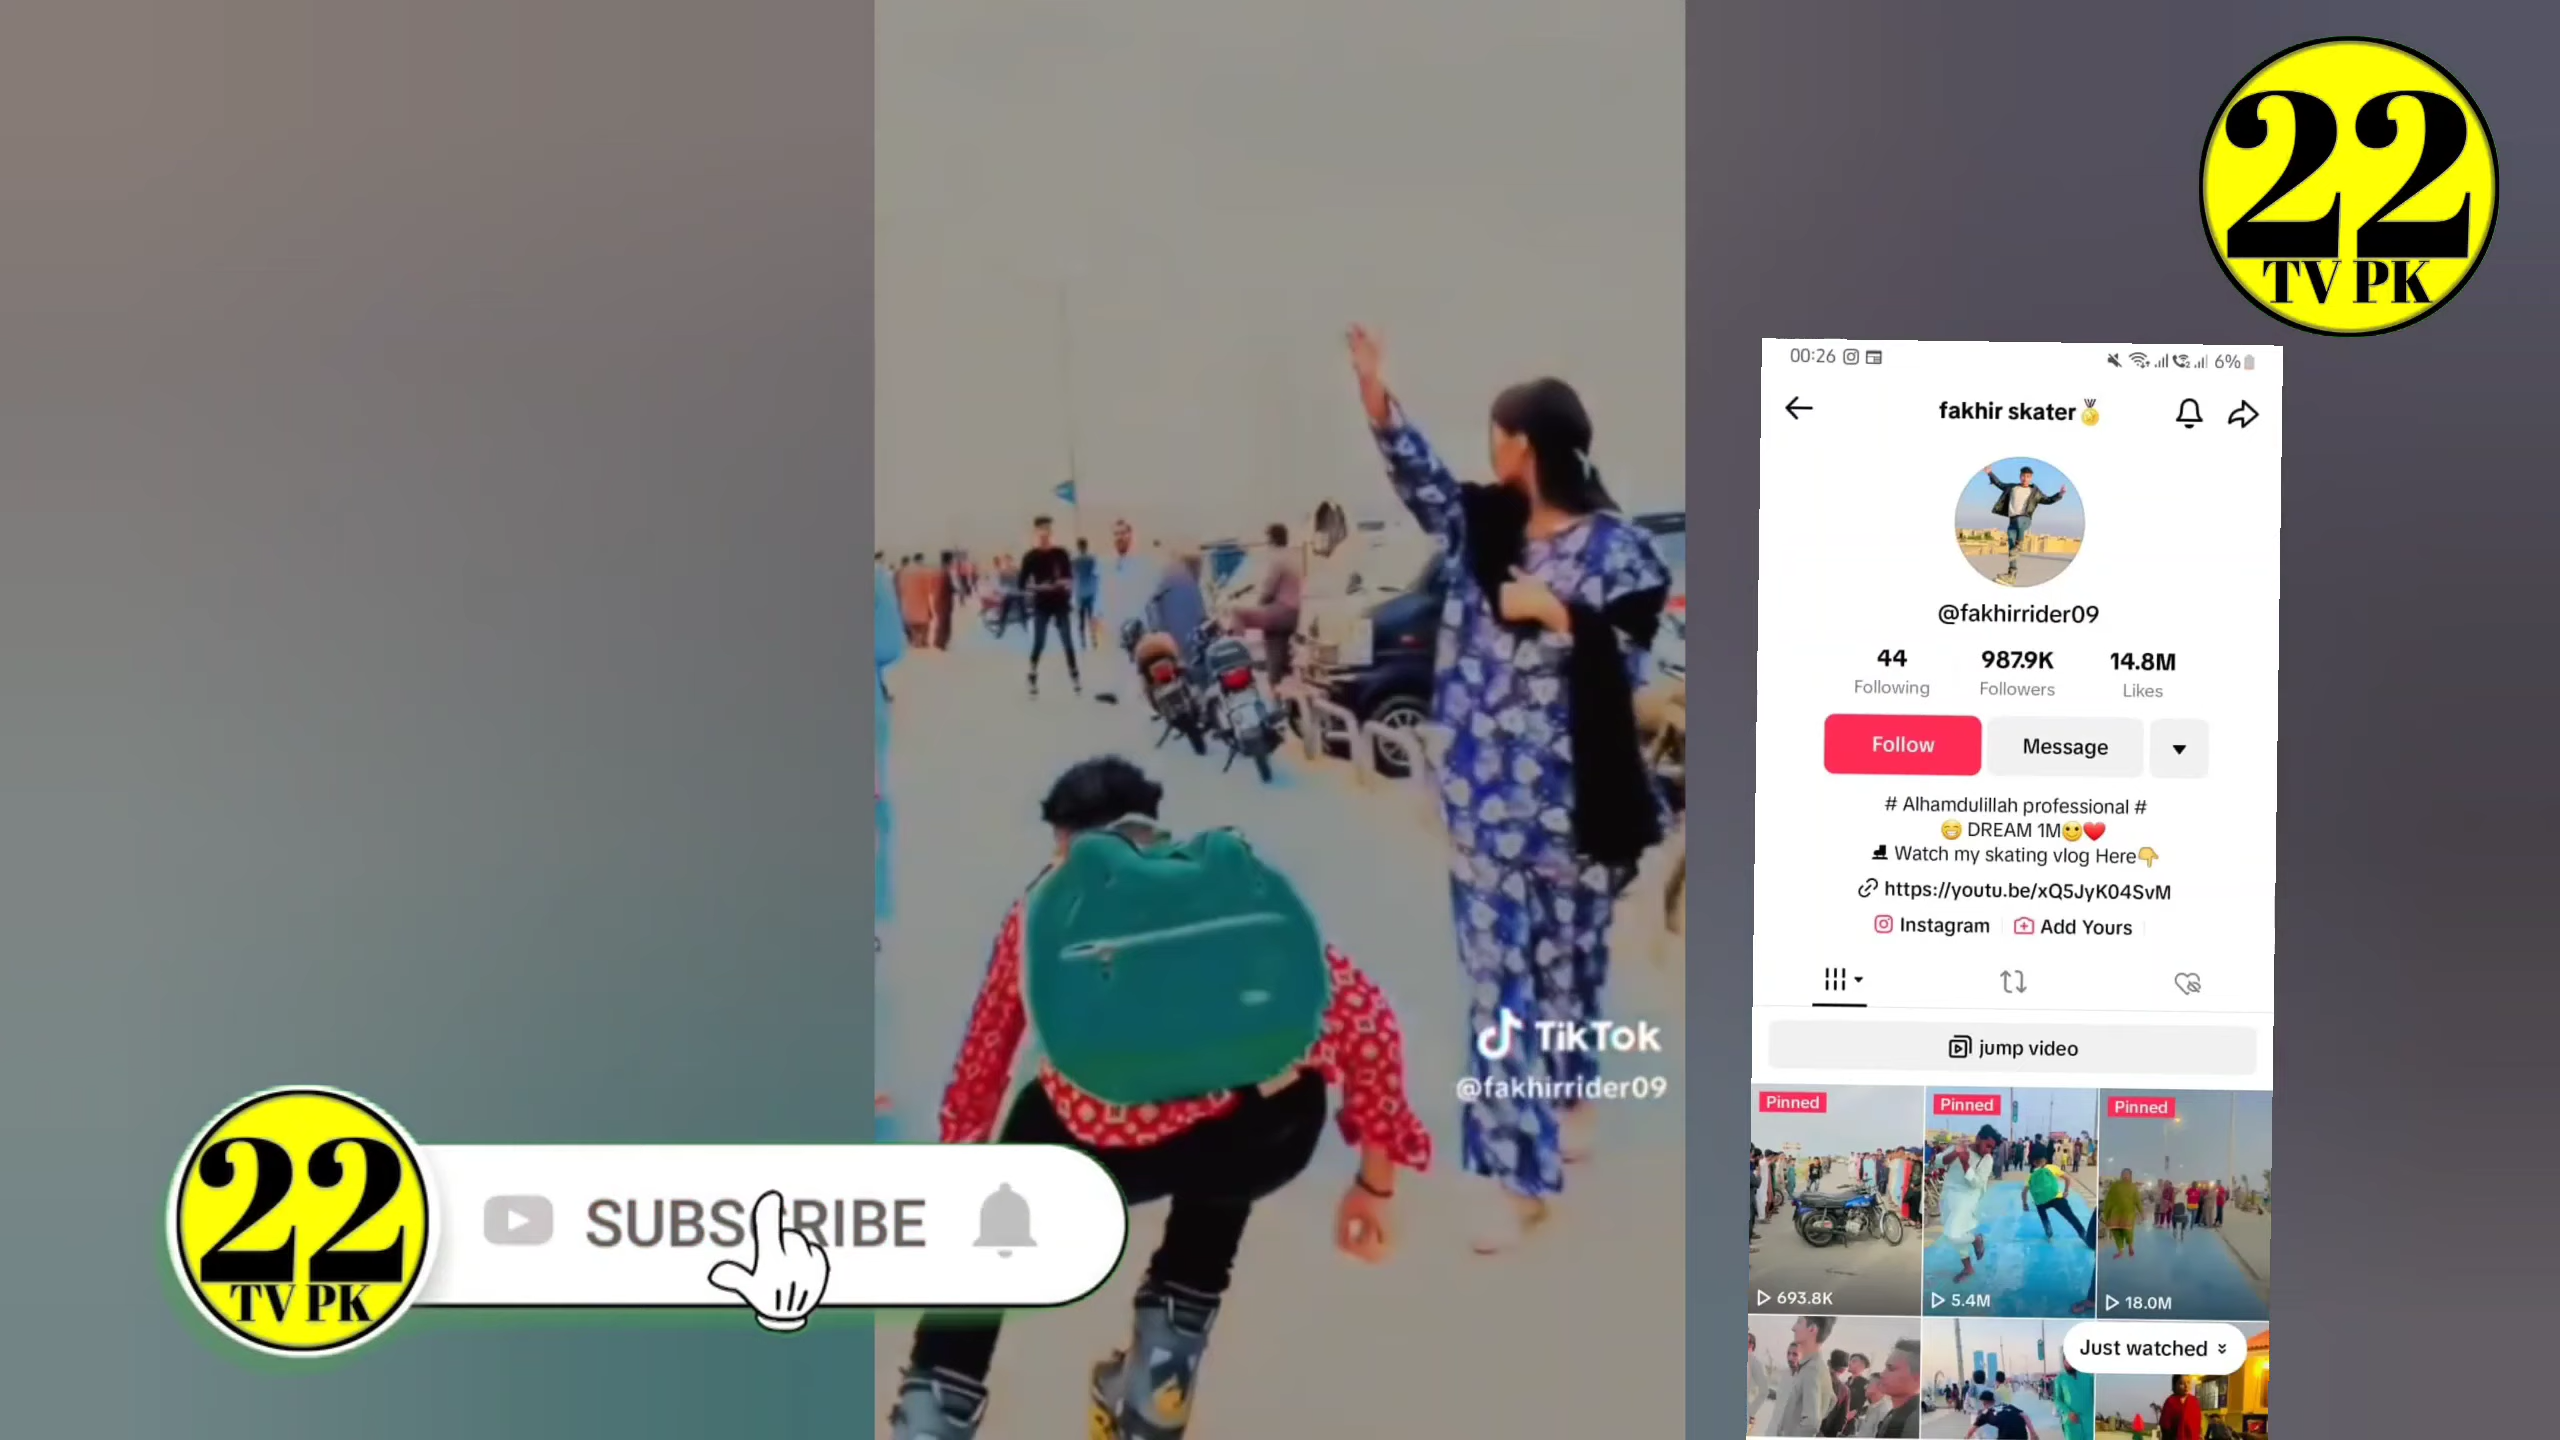 22
TV PK
00:26
6%
fakhir skater
@fakhirrider09
44
987.9K
14.8M
Following
Followers
Likes
Follow
Message
# Alhamdulillah professional #
😁 DREAM 1M🙂❤️
⛸ Watch my skating vlog Here👇
https://youtu.be/xQ5JyK04SvM
Instagram
Add Yours
jump video
Pinned
Pinned
Pinned
693.8K
5.4M
18.0M
Just watched
TikTok
@fakhirrider09
22
TV PK
SUBSCRIBE